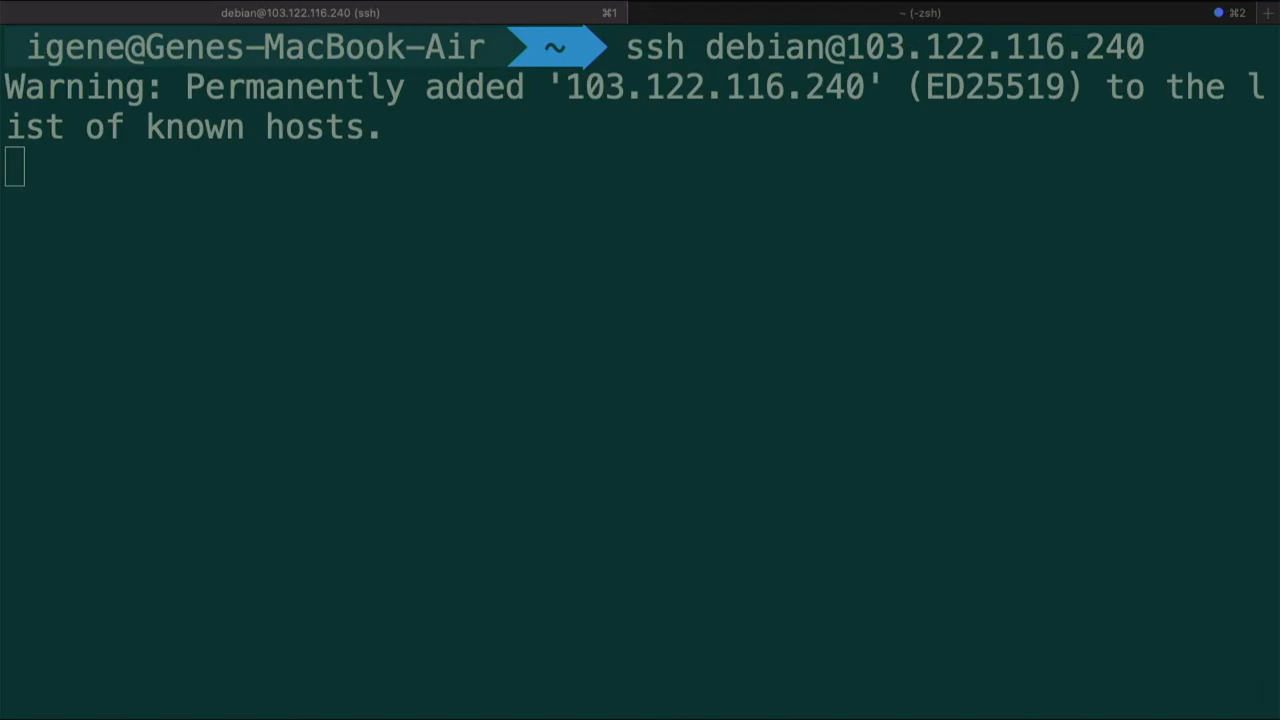 debian@103.122.116.240 (ssh) ⌘1 ~ (-zsh) ⌘2 +
igene@Genes-MacBook-Air ~ ssh debian@103.122.116.240
Warning: Permanently added '103.122.116.240' (ED25519) to the l
ist of known hosts.